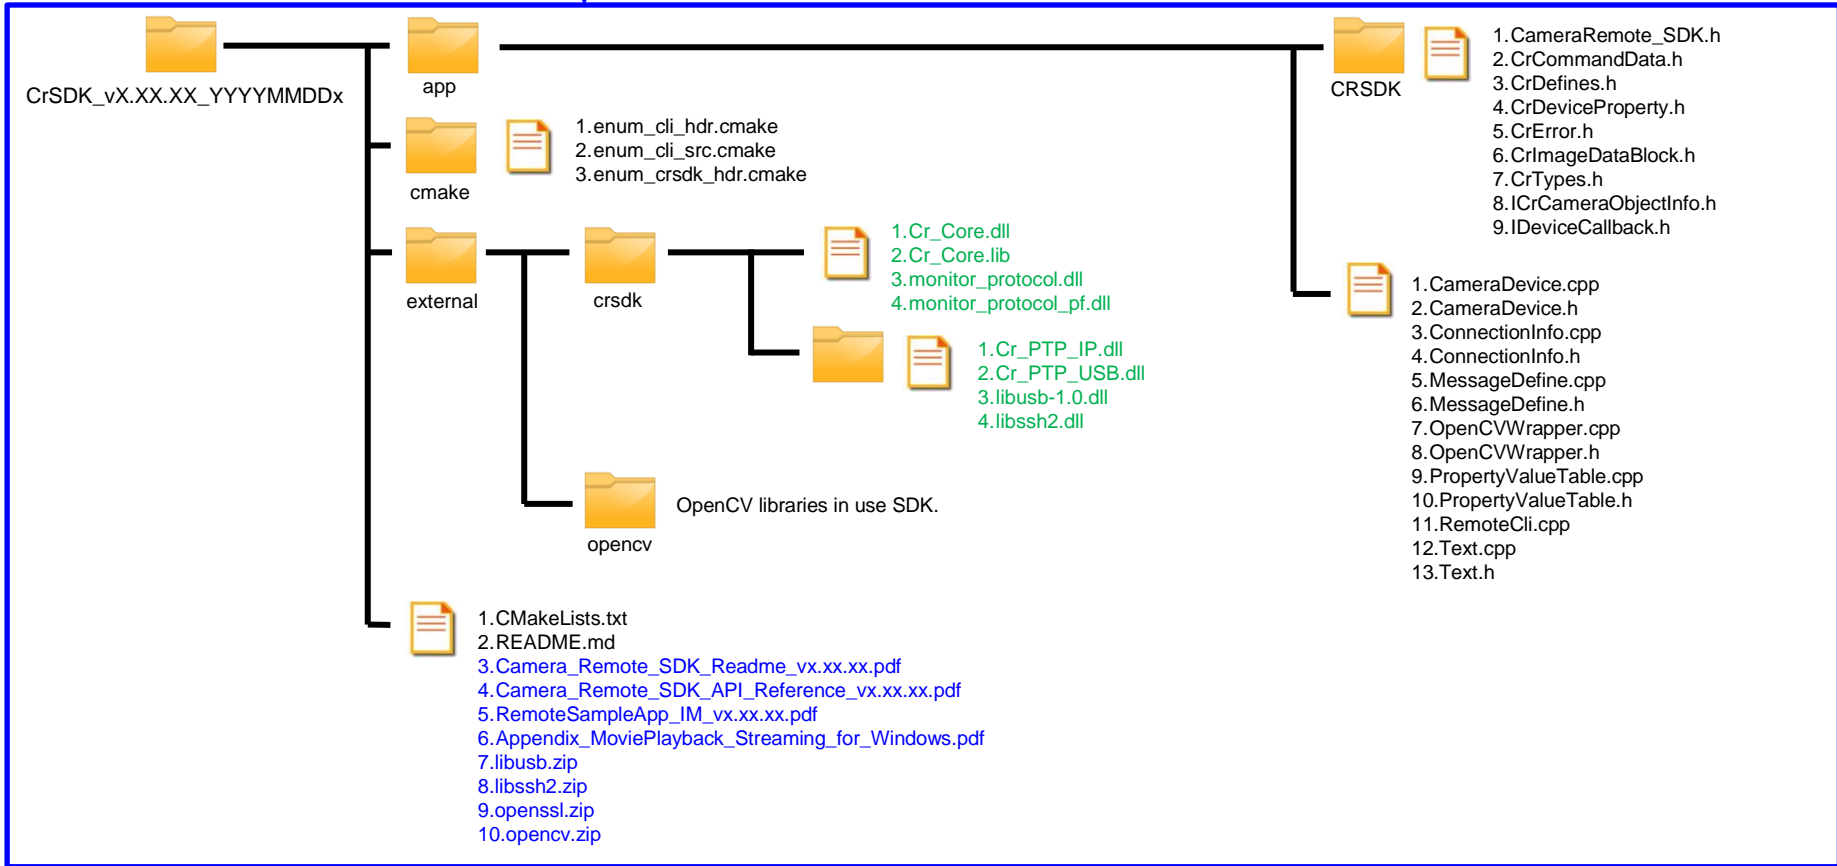 CrSDK_vX.XX.XX_YYYYMMDDx
app
CRSDK
1.CameraRemote_SDK.h
2.CrCommandData.h
3.CrDefines.h
4.CrDeviceProperty.h
5.CrError.h
6.CrImageDataBlock.h
7.CrTypes.h
8.ICrCameraObjectInfo.h
9.IDeviceCallback.h
1.CameraDevice.cpp
2.CameraDevice.h
3.ConnectionInfo.cpp
4.ConnectionInfo.h
5.MessageDefine.cpp
6.MessageDefine.h
7.OpenCVWrapper.cpp
8.OpenCVWrapper.h
9.PropertyValueTable.cpp
10.PropertyValueTable.h
11.RemoteCli.cpp
12.Text.cpp
13.Text.h
cmake
1.enum_cli_hdr.cmake
2.enum_cli_src.cmake
3.enum_crsdk_hdr.cmake
external
crsdk
1.Cr_Core.dll
2.Cr_Core.lib
3.monitor_protocol.dll
4.monitor_protocol_pf.dll
1.Cr_PTP_IP.dll
2.Cr_PTP_USB.dll
3.libusb-1.0.dll
4.libssh2.dll
opencv
OpenCV libraries in use SDK.
1.CMakeLists.txt
2.README.md
3.Camera_Remote_SDK_Readme_vx.xx.xx.pdf
4.Camera_Remote_SDK_API_Reference_vx.xx.xx.pdf
5.RemoteSampleApp_IM_vx.xx.xx.pdf
6.Appendix_MoviePlayback_Streaming_for_Windows.pdf
7.libusb.zip
8.libssh2.zip
9.openssl.zip
10.opencv.zip